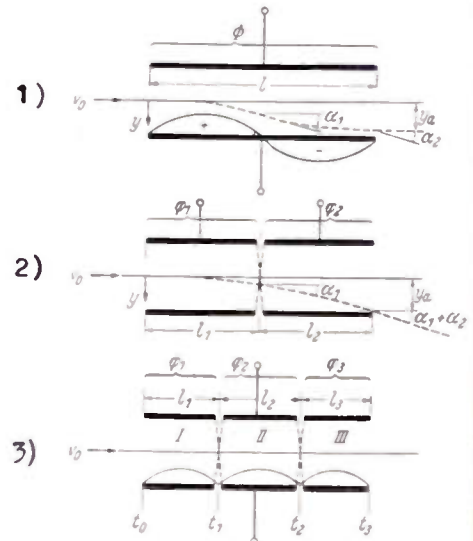 Φ
l
1)
v₀
y
+
-
α₁
ya
α₂
φ₁ φ₂
2)
v₀
y
α₁
ya
α₁ + α₂
l₁ l₂
φ₁ φ₂ φ₃
l₁ l₂ l₃
I II III
3)
v₀
t₀ t₁ t₂ t₃